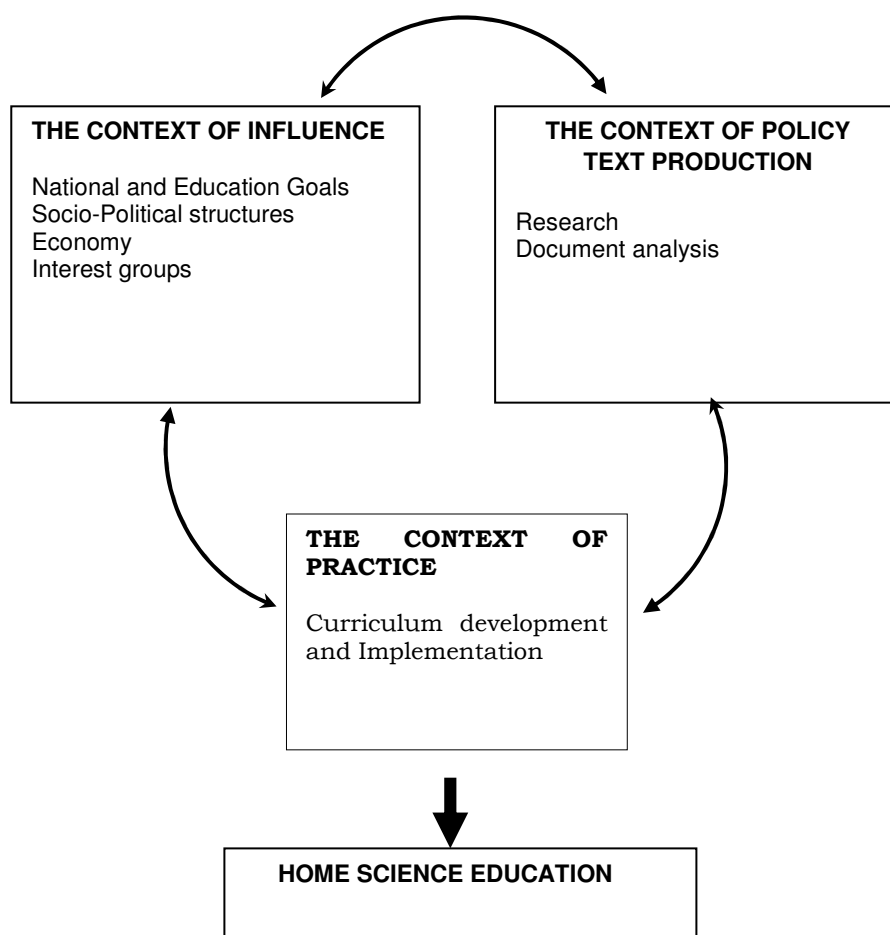 THE CONTEXT OF INFLUENCE
National and Education Goals
Socio-Political structures
Economy
Interest groups
THE CONTEXT OF POLICY
TEXT PRODUCTION
Research
Document analysis
THE CONTEXT OF
PRACTICE
Curriculum development
and Implementation
HOME SCIENCE EDUCATION